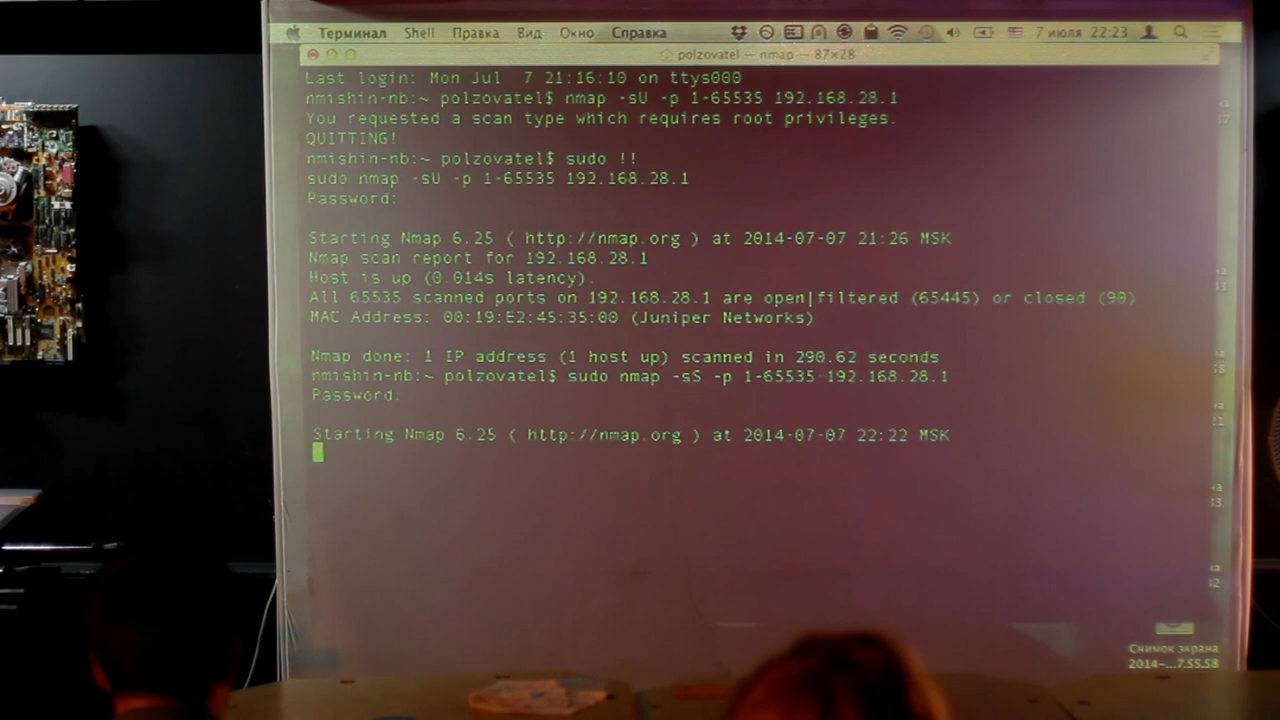 Терминал Shell Правка Вид Окно Справка 7 июля 22:23
polzovatel — nmap — 87×28
Last login: Mon Jul  7 21:16:10 on ttys000
nmishin-nb:~ polzovatel$ nmap -sU -p 1-65535 192.168.28.1
You requested a scan type which requires root privileges.
QUITTING!
nmishin-nb:~ polzovatel$ sudo !!
sudo nmap -sU -p 1-65535 192.168.28.1
Password:
Starting Nmap 6.25 ( http://nmap.org ) at 2014-07-07 21:26 MSK
Nmap scan report for 192.168.28.1
Host is up (0.014s latency).
All 65535 scanned ports on 192.168.28.1 are open|filtered (65445) or closed (90)
MAC Address: 00:19:E2:45:35:00 (Juniper Networks)
Nmap done: 1 IP address (1 host up) scanned in 290.62 seconds
nmishin-nb:~ polzovatel$ sudo nmap -sS -p 1-65535 192.168.28.1
Password:
Starting Nmap 6.25 ( http://nmap.org ) at 2014-07-07 22:22 MSK
Снимок экрана
2014-...7.55.58